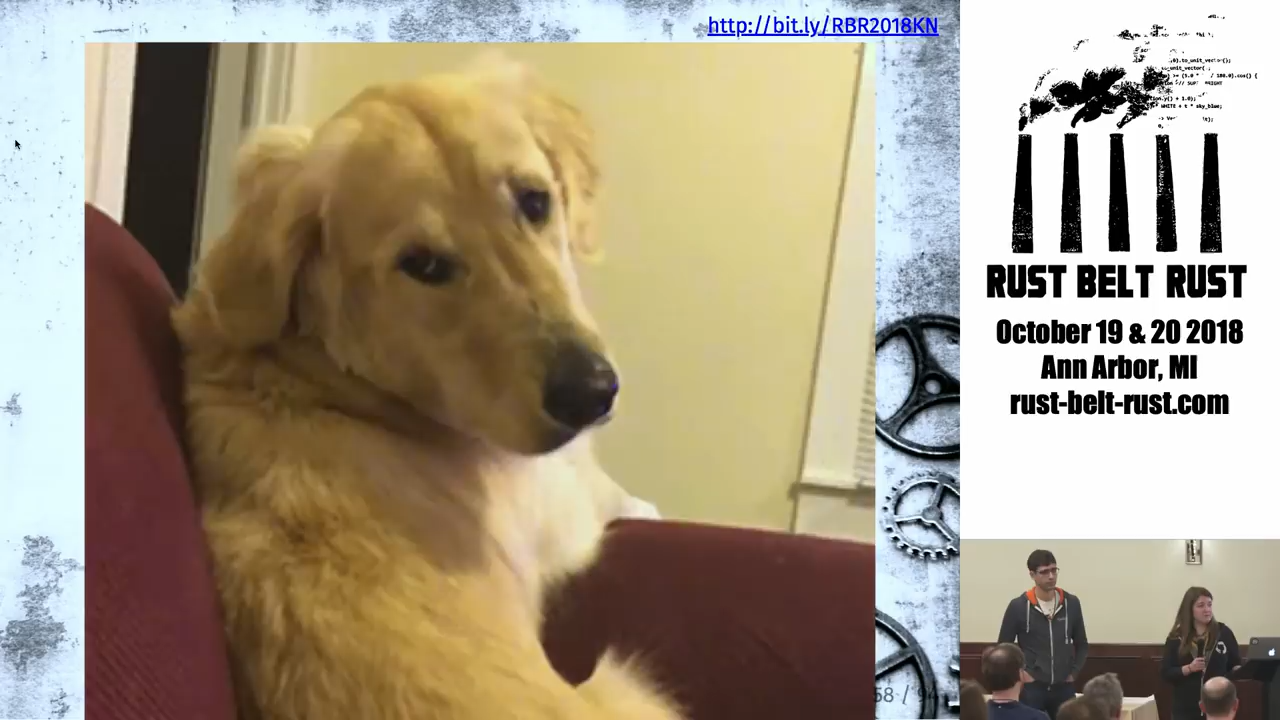 http://bit.ly/RBR2018KN
RUST BELT RUST
October 19 & 20 2018
Ann Arbor, MI
rust-belt-rust.com